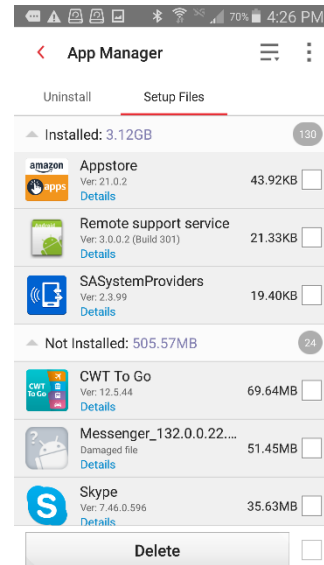 70% 4:26 PM
App Manager
Uninstall Setup Files
Installed: 3.12GB 130
amazon
apps
Appstore
Ver: 21.0.2
Details
43.92KB
Remote support service
Ver: 3.0.0.2 (Build 301)
Details
21.33KB
SASystemProviders
Ver: 2.3.99
Details
19.40KB
Not Installed: 505.57MB 24
CWT
To Go
CWT To Go
Ver: 12.5.44
Details
69.64MB
Messenger_132.0.0.22....
Damaged file
Details
51.45MB
Skype
Ver: 7.46.0.596
Details
35.63MB
Delete